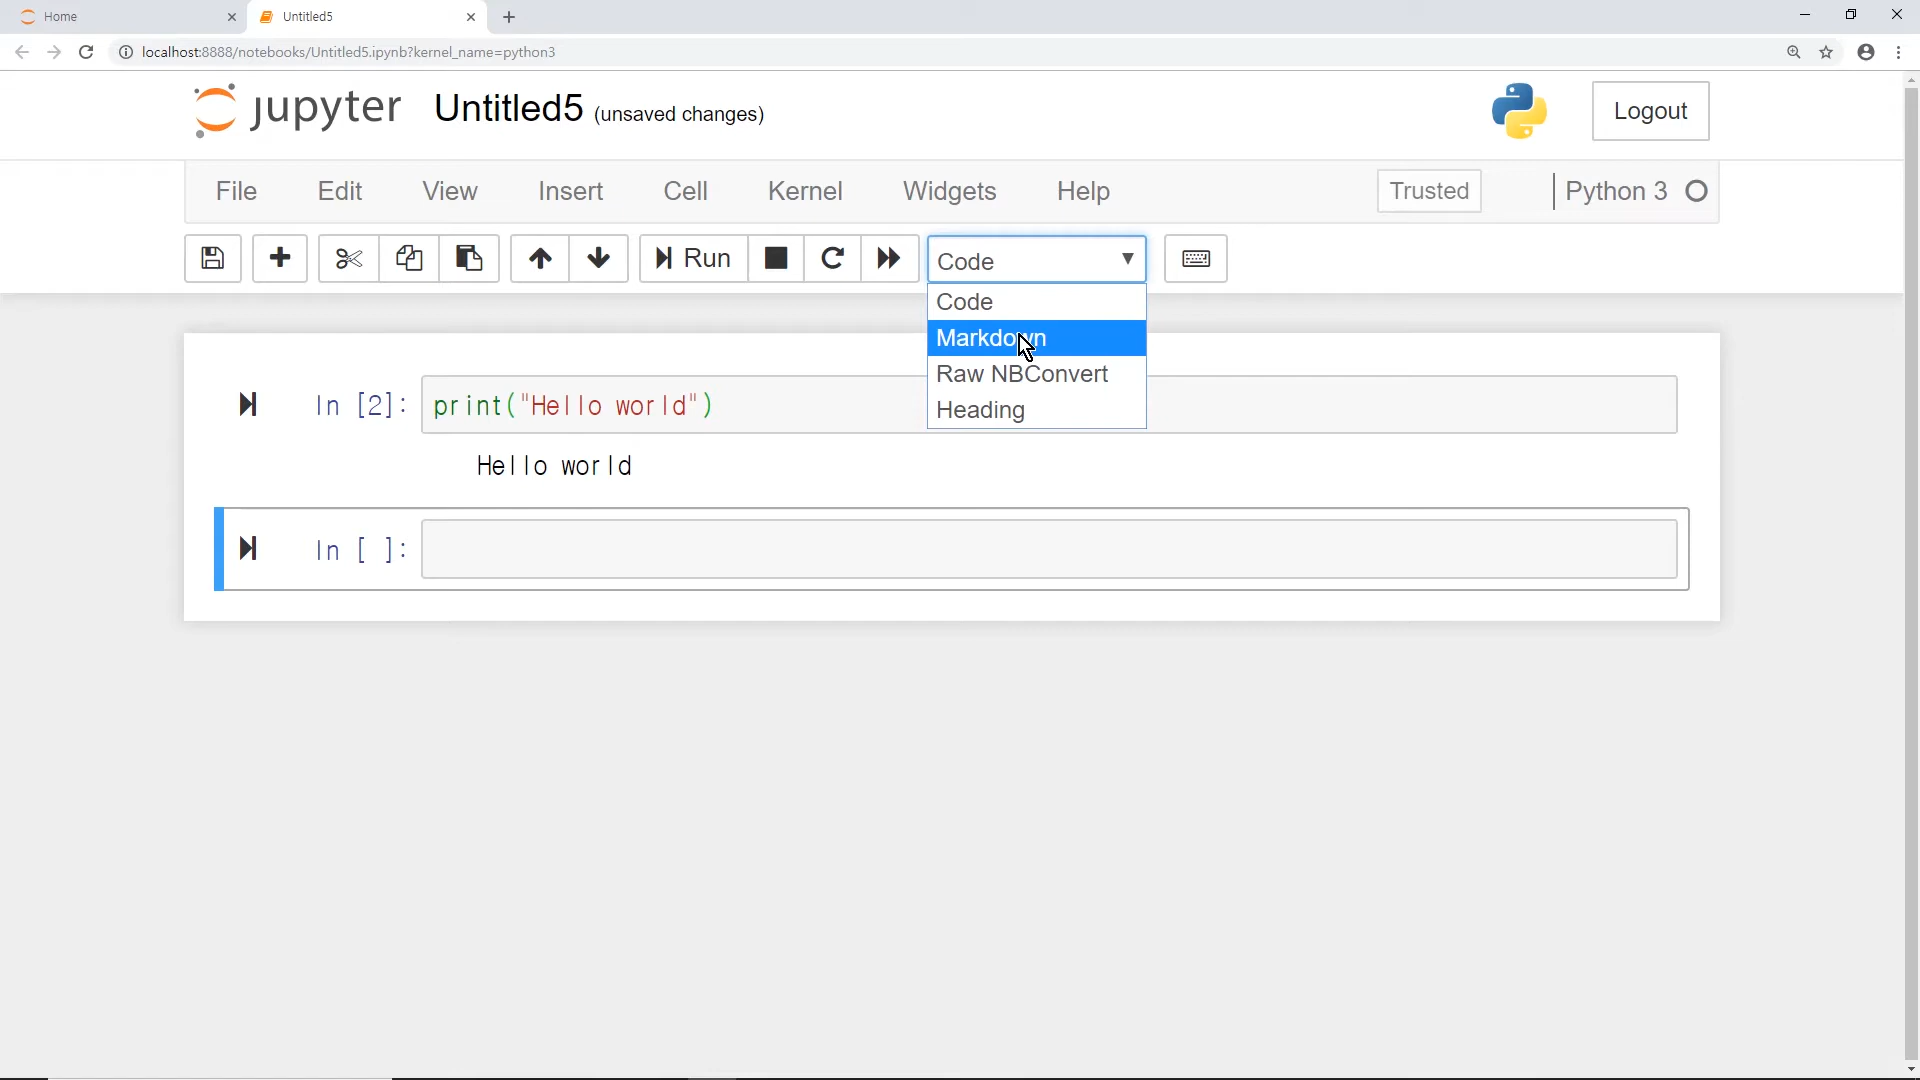 Home
Untitled5
localhost:8888/notebooks/Untitled5.ipynb?kernel_name=python3
jupyter Untitled5 (unsaved changes)
Logout
File Edit View Insert Cell Kernel Widgets Help Trusted Python 3
Run Code
Code
Markdown
Raw NBConvert
Heading
In [2]: print("Hello world")
Hello world
In [ ]: